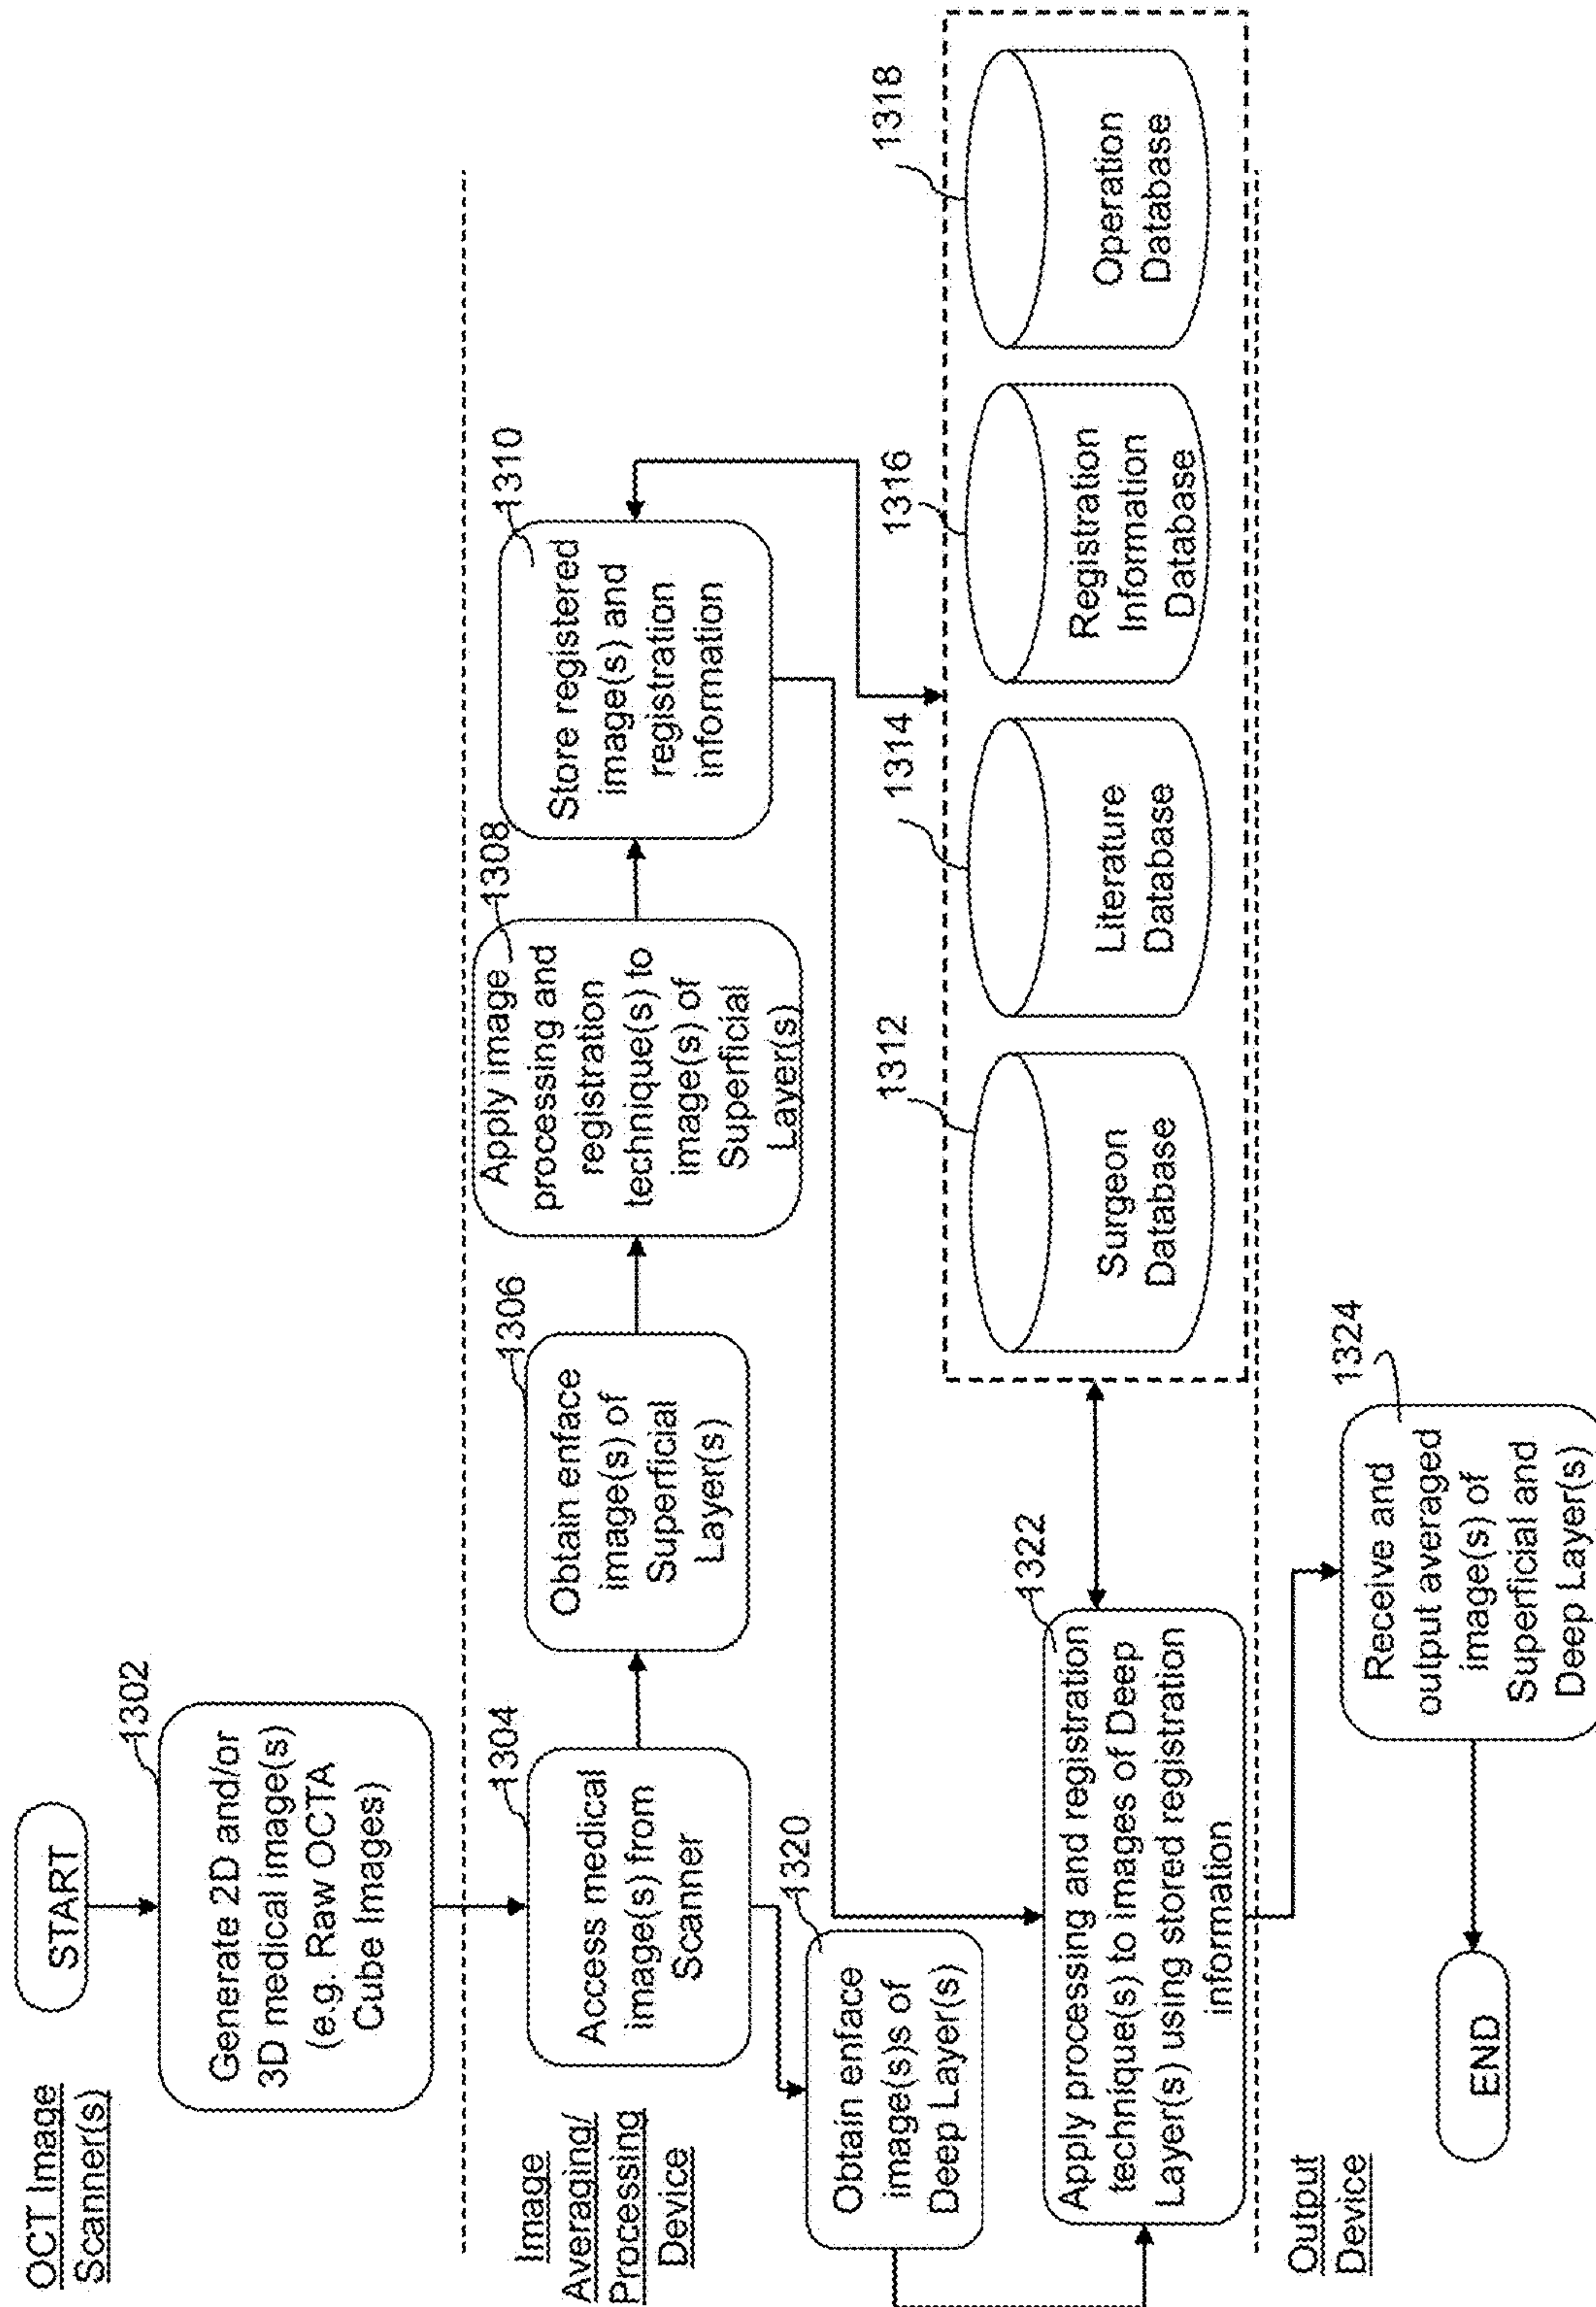 OCT Image
Scanner(s)
START
1302
Generate 2D and/or
3D medical image(s)
(e.g. Raw OCTA
Cube Images)
Image
Averaging/
Processing
Device
1304
Access medical
image(s) from
Scanner
1306
Obtain enface
image(s) of
Superficial
Layer(s)
1308
Apply image
processing and
registration
technique(s) to
image(s) of
Superficial
Layer(s)
1310
Store registered
image(s) and
registration
information
1320
Obtain enface
image(s)s of
Deep Layer(s)
1322
Apply processing and registration
technique(s) to images of Deep
Layer(s) using stored registration
information
1312
Surgeon
Database
1314
Literature
Database
1316
Registration
Information
Database
1318
Operation
Database
Output
Device
1324
Receive and
output averaged
image(s) of
Superficial and
Deep Layer(s)
END